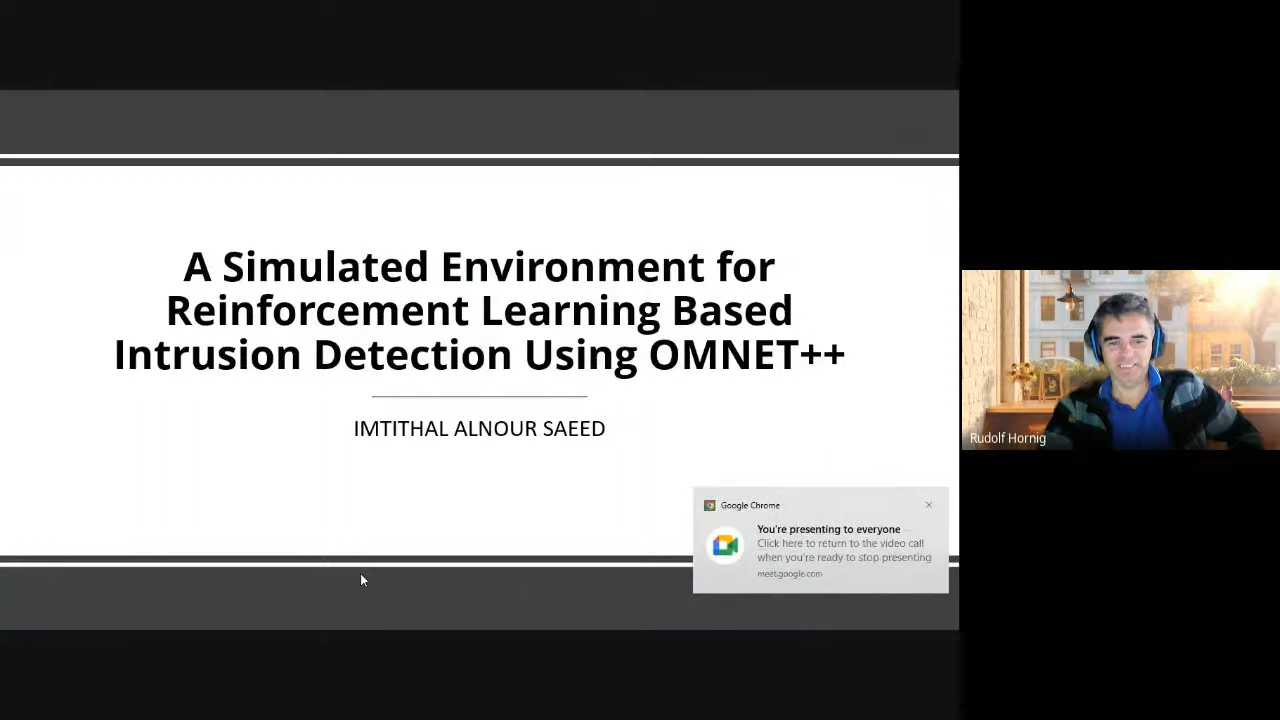 A Simulated Environment for
Reinforcement Learning Based
Intrusion Detection Using OMNET++
IMTITHAL ALNOUR SAEED
Google Chrome
You're presenting to everyone
Click here to return to the video call
when you're ready to stop presenting
meet.google.com
Rudolf Hornig